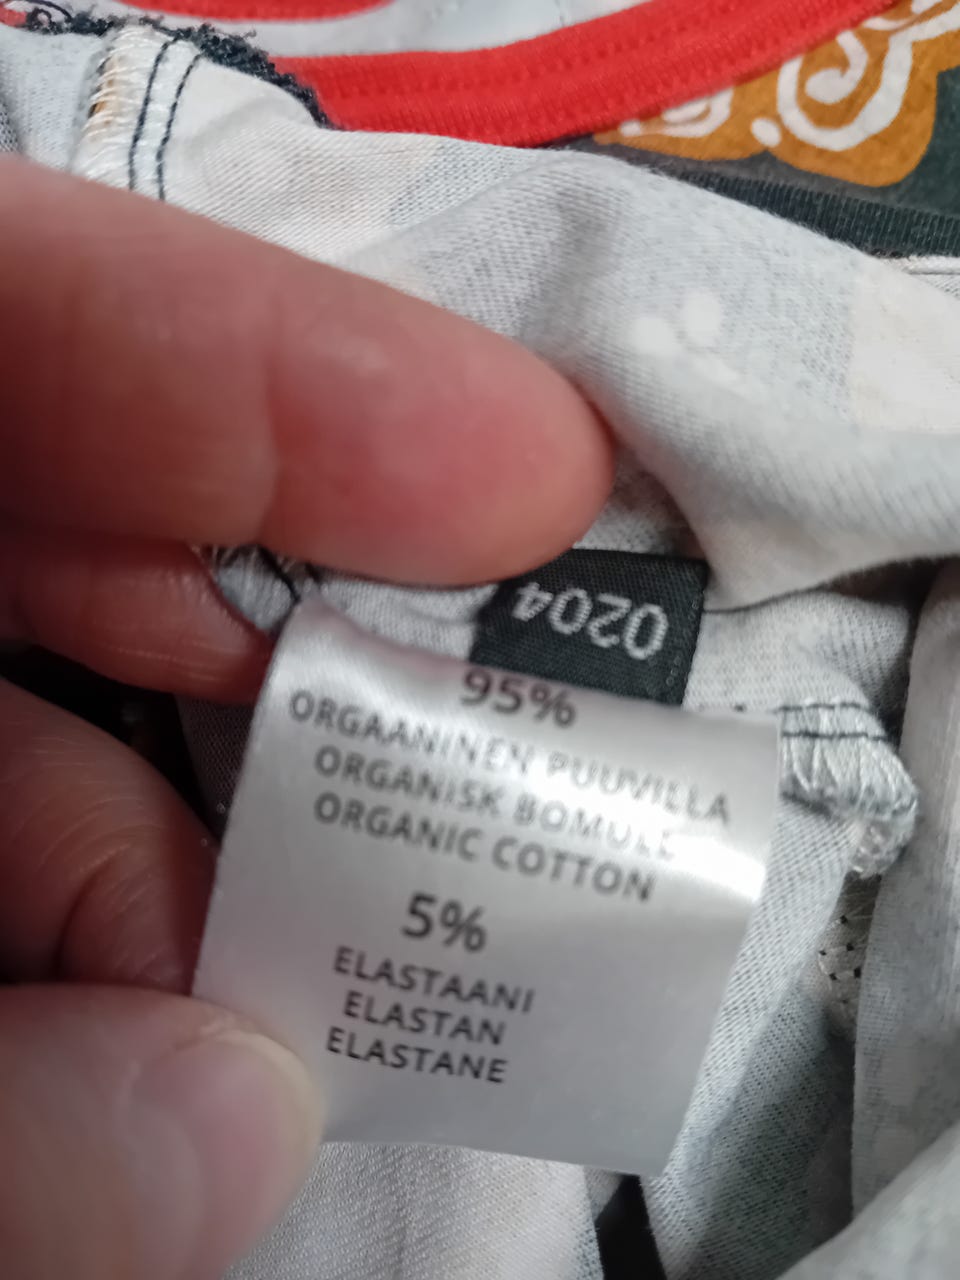 0204
95%
ORGAANINEN PUUVILLA
ORGANISK BOMULL
ORGANIC COTTON
5%
ELASTAANI
ELASTAN
ELASTANE